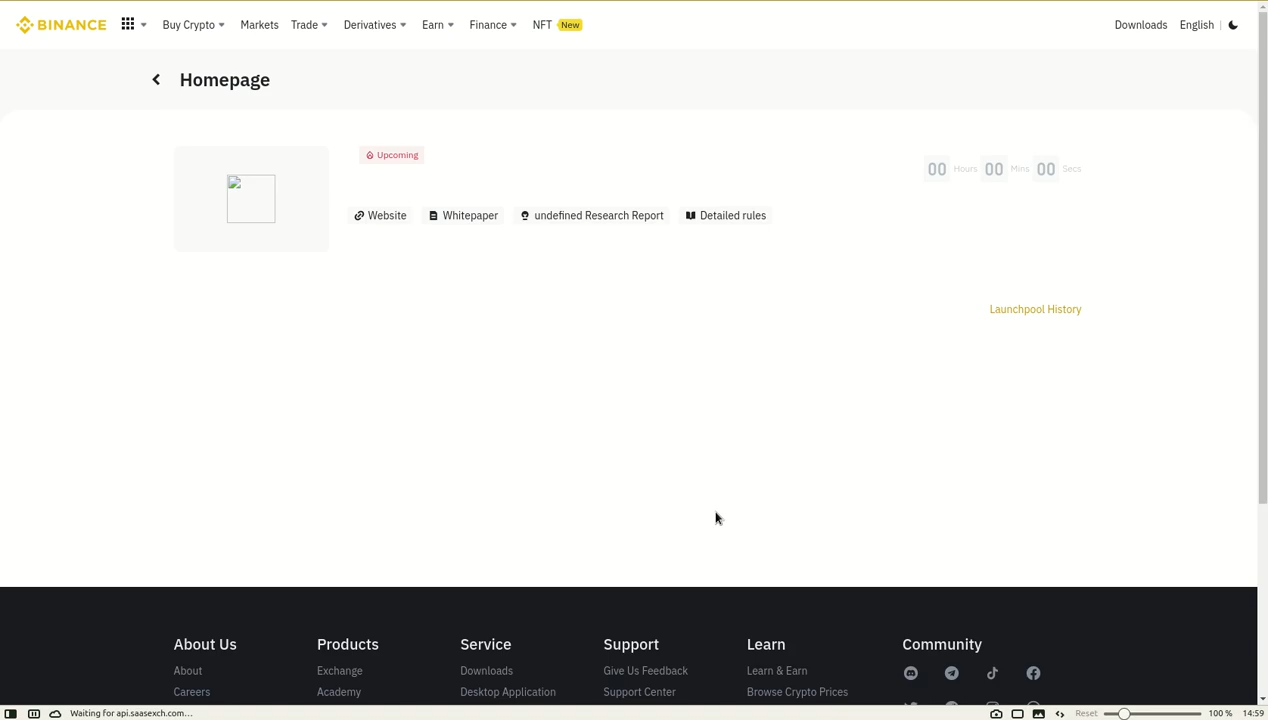 BINANCE Buy Crypto Markets Trade Derivatives Earn Finance NFT New Downloads English
Homepage
Upcoming
00 Hours 00 Mins 00 Secs
Website Whitepaper undefined Research Report Detailed rules
Launchpool History
About Us Products Service Support Learn Community
About Exchange Downloads Give Us Feedback Learn & Earn
Careers Academy Desktop Application Support Center Browse Crypto Prices
Waiting for api.saasexch.com... Reset 100 % 14:59